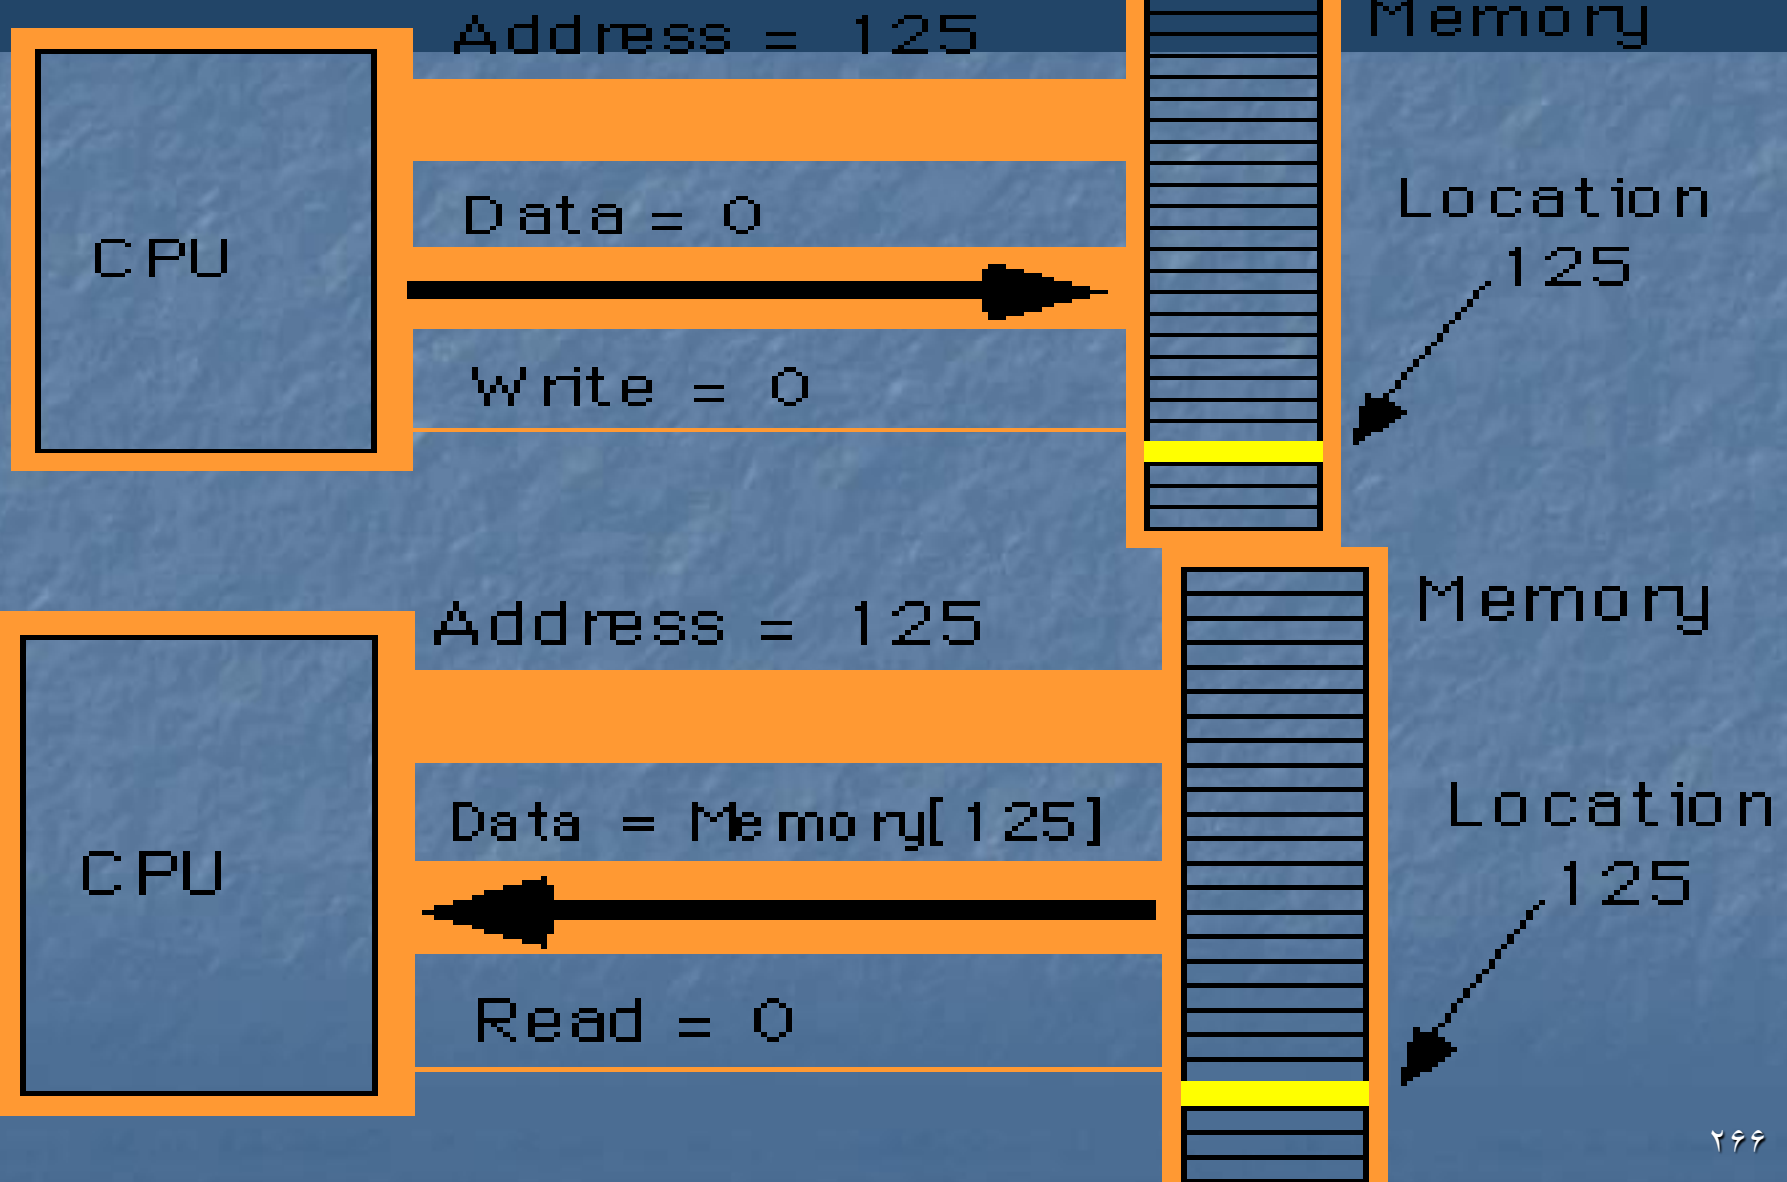 Address = 125
Memory
Data = 0
Location
125
CPU
Write = 0
Address = 125
Memory
Data = Memory[125]
Location
125
CPU
Read = 0
۲۶۶